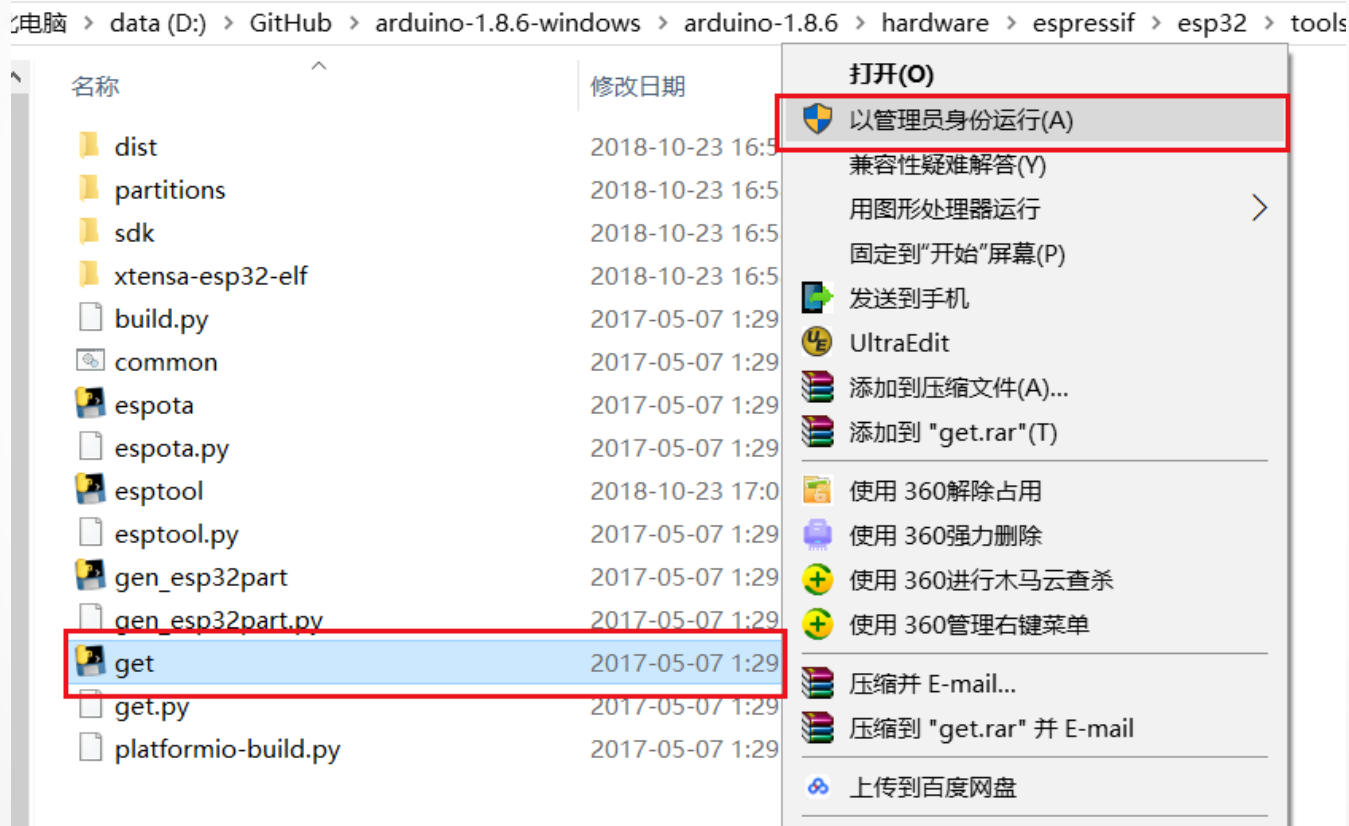 电脑 > data (D:) > GitHub > arduino-1.8.6-windows > arduino-1.8.6 > hardware > espressif > esp32 > tools
名称 修改日期
dist 2018-10-23 16:5
partitions 2018-10-23 16:5
sdk 2018-10-23 16:5
xtensa-esp32-elf 2018-10-23 16:5
build.py 2017-05-07 1:29
common 2017-05-07 1:29
espota 2017-05-07 1:29
espota.py 2017-05-07 1:29
esptool 2018-10-23 17:0
esptool.py 2017-05-07 1:29
gen_esp32part 2017-05-07 1:29
gen_esp32part.py 2017-05-07 1:29
get 2017-05-07 1:29
get.py 2017-05-07 1:29
platformio-build.py 2017-05-07 1:29
打开(O)
以管理员身份运行(A)
兼容性疑难解答(Y)
用图形处理器运行
固定到“开始”屏幕(P)
发送到手机
UltraEdit
添加到压缩文件(A)...
添加到 "get.rar"(T)
使用 360解除占用
使用 360强力删除
使用 360进行木马云查杀
使用 360管理右键菜单
压缩并 E-mail...
压缩到 "get.rar" 并 E-mail
上传到百度网盘